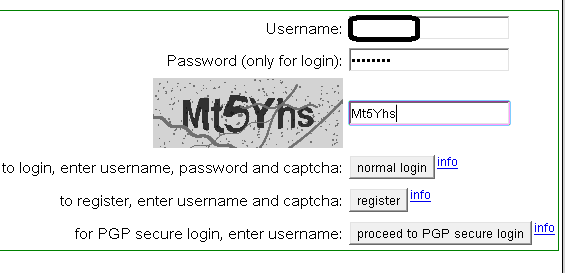 Username:
Password (only for login): ••••••••
Mt5Yhs Mt5Yhs
to login, enter username, password and captcha: normal login info
to register, enter username and captcha: register info
for PGP secure login, enter username: proceed to PGP secure login info